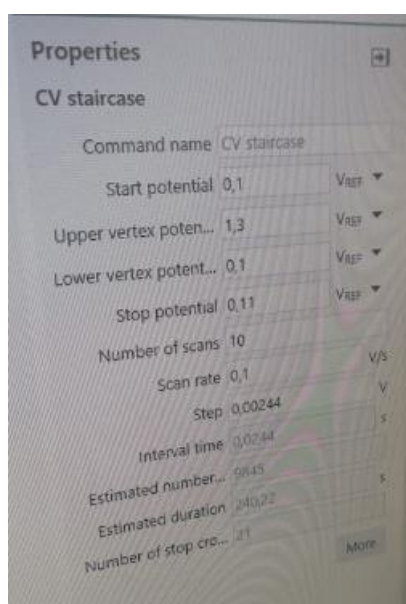 Properties
CV staircase
Command name CV staircase
Start potential 0,1 VREF
Upper vertex poten... 1,3 VREF
Lower vertex potent... 0,1 VREF
Stop potential 0,11 VREF
Number of scans 10
Scan rate 0,1 V/s
Step 0,00244 V
Interval time 0,0244 s
Estimated number... 9845
Estimated duration 240,22 s
Number of stop cro... 21
More